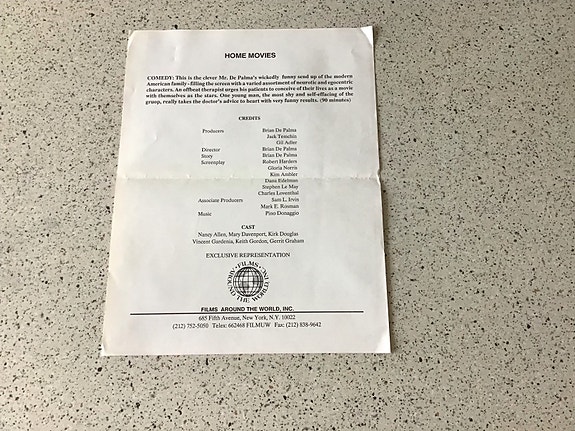 HOME MOVIES
COMEDY: This is the clever Mr. De Palma's wickedly funny send up of the modern
American family - filling the screen with a varied assortment of neurotic and egocentric
characters. An offbeat therapist urges his patients to conceive of their lives as a movie
with themselves as the stars. One young man, the most shy and self-effacing of the
gruop, really takes the doctor's advice to heart with very funny results. (90 minutes)
CREDITS
Producers Brian De Palma
Jack Temchin
Gil Adler
Director Brian De Palma
Story Brian De Palma
Screenplay Robert Harders
Gloria Norris
Kim Ambler
Dana Edelman
Stephen Le May
Charles Loventhal
Associate Producers Sam L. Irvin
Mark E. Rosman
Music Pino Donaggio
CAST
Nancy Allen, Mary Davenport, Kirk Douglas
Vincent Gardenia, Keith Gordon, Gerrit Graham
EXCLUSIVE REPRESENTATION
FILMS AROUND THE WORLD, INC.
FILMS AROUND THE WORLD, INC.
685 Fifth Avenue, New York, N.Y. 10022
(212) 752-5050 Telex: 662468 FILMUW Fax: (212) 838-9642